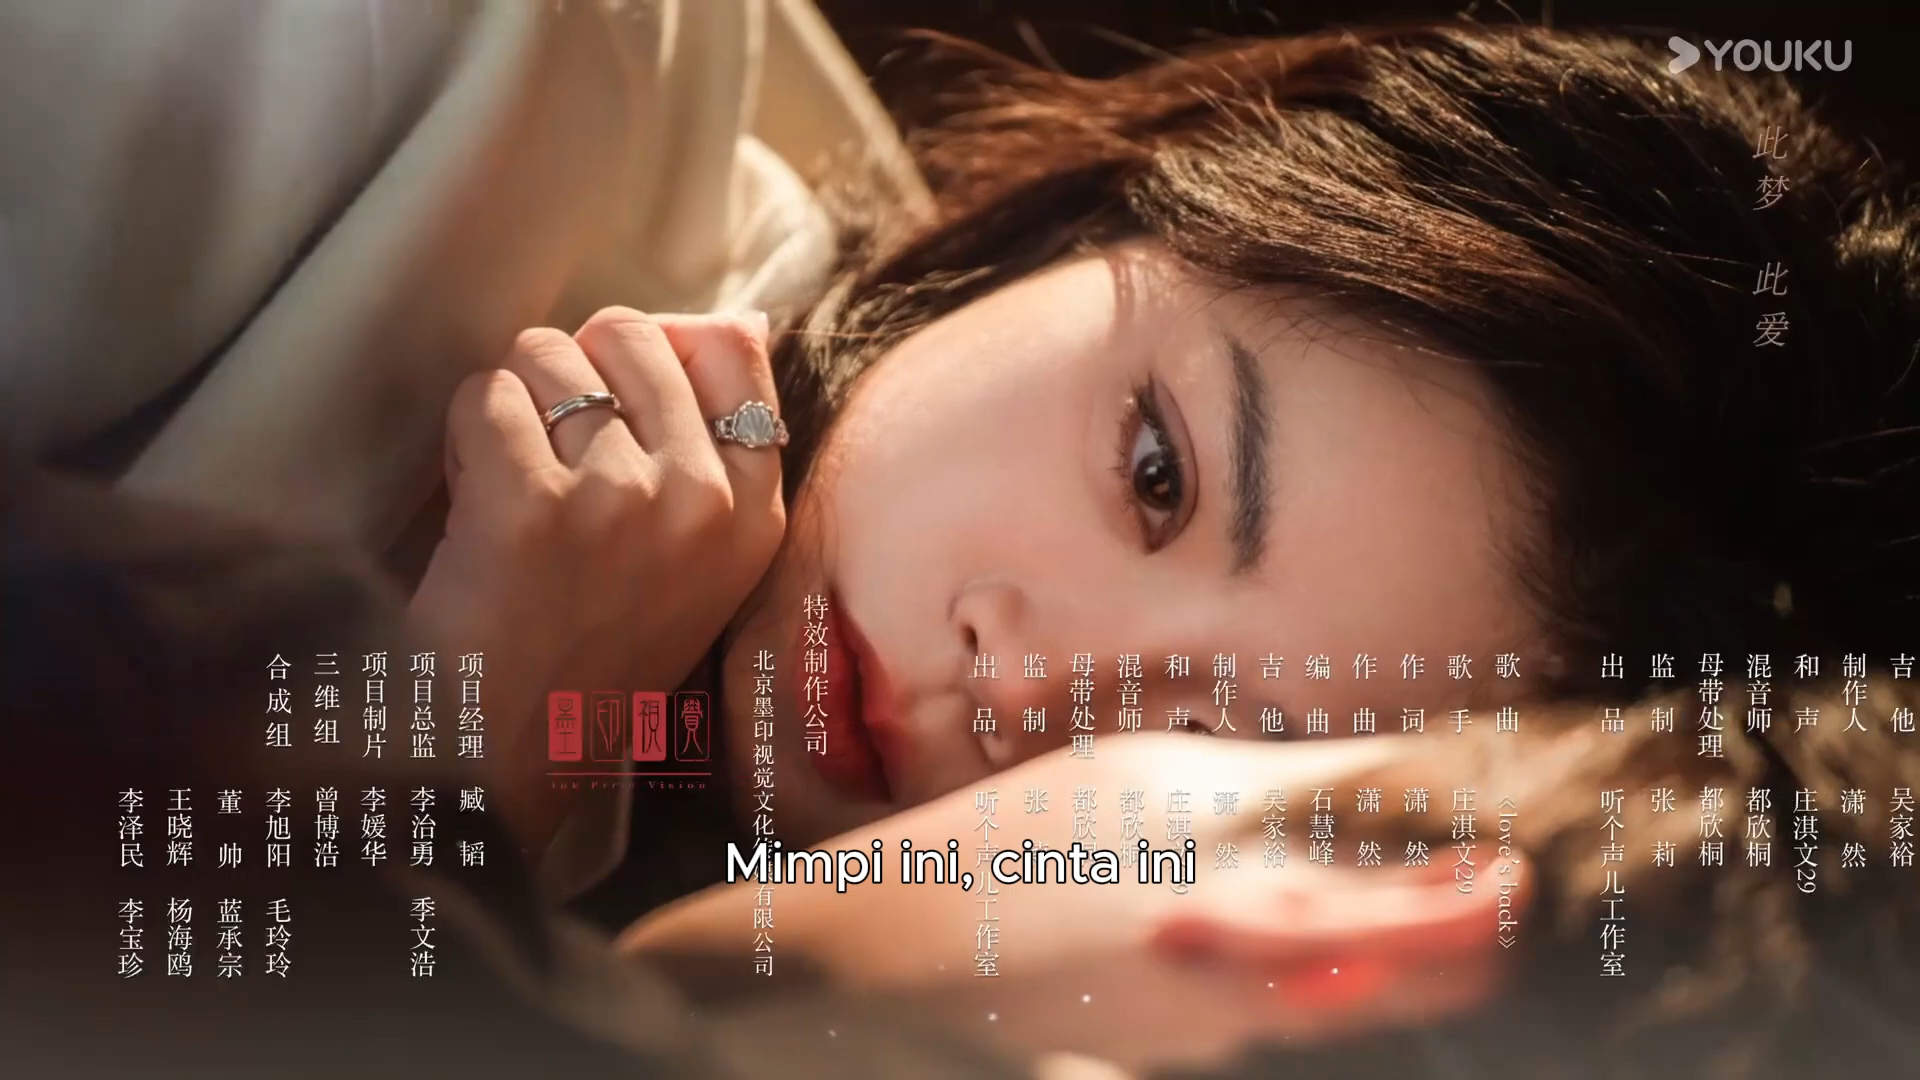 YOUKU
此梦 此爱
吉他 吴家裕
制作人 潇然
和声 庄淇文29
混音师 都欣桐
母带处理 都欣桐
监制 张莉
出品 听个声儿工作室
歌曲 《love's back》
歌手 庄淇文29
作词 潇然
作曲 潇然
编曲 石慧峰
吉他 吴家裕
制作人 潇然
和声 庄淇
混音师 都欣桐
母带处理 都欣
监制 张
出品 听个声儿工作室
特效制作公司
北京墨印视觉文化 有限公司
墨印視覺
Vision
项目经理 臧韬
项目总监 李治勇 季文浩
项目制片 李媛华
三维组 曾博浩
合成组 李旭阳 毛玲玲
董帅 蓝承宗
王晓辉 杨海鸥
李泽民 李宝珍
Mimpi ini, cinta ini